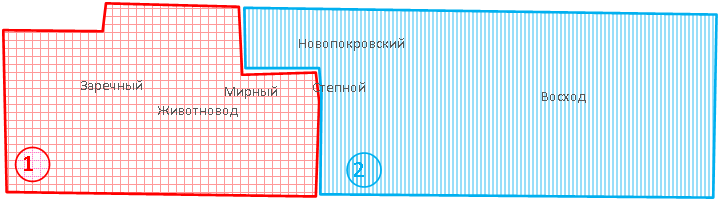 Новопокровский
Заречный
Мирный
Степной
Животновод
Восход
1
2